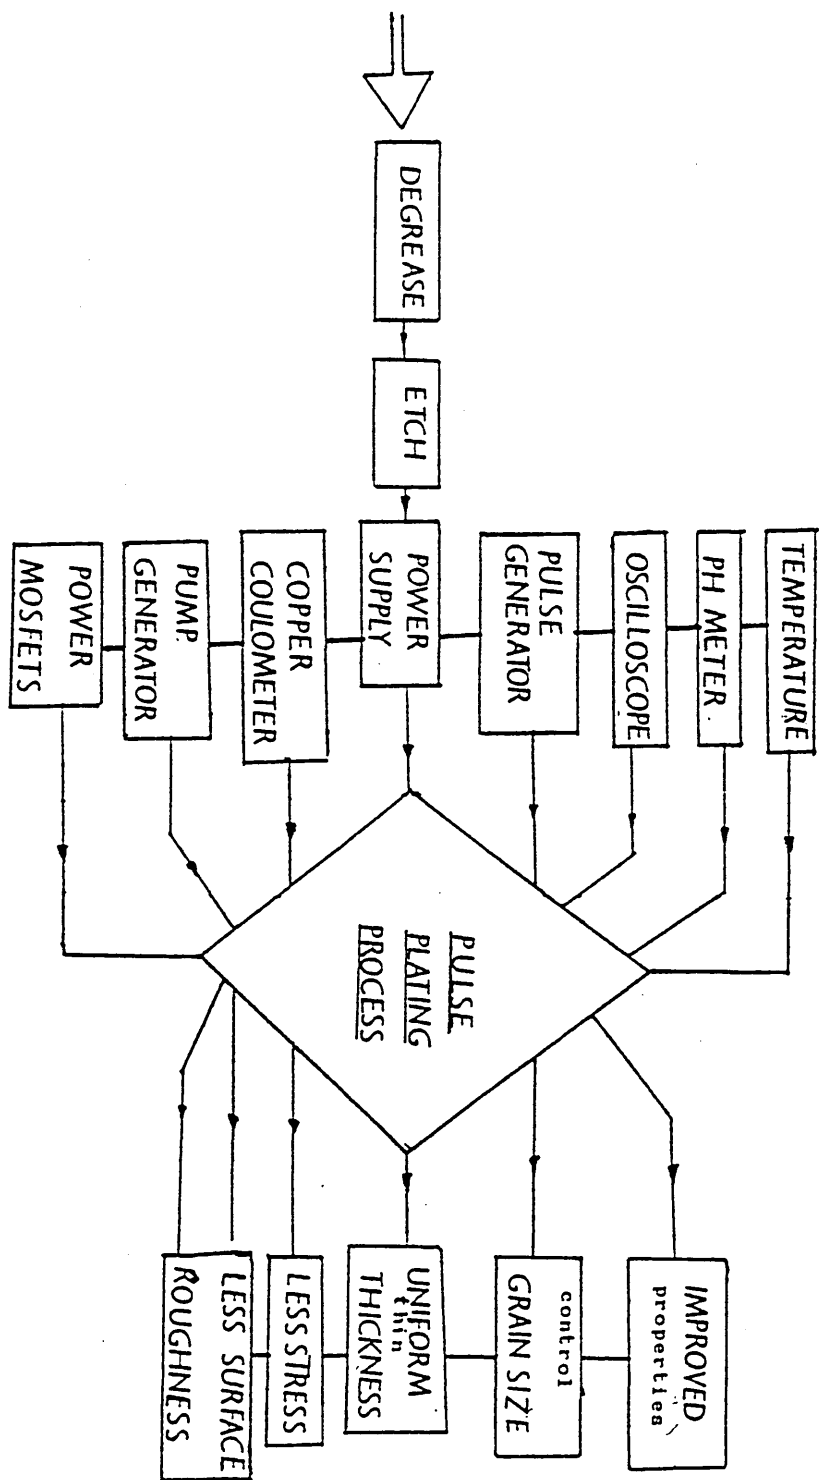 DEGREASE
ETCH
TEMPERATURE
PH METER
OSCILLOSCOPE
PULSE
GENERATOR
POWER
SUPPLY
COPPER
COULOMETER
PUMP.
GENERATOR
POWER
MOSFETS
PULSE
PLATING
PROCESS
IMPROVED
properties
control
GRAIN SIZE
UNIFORM
thin
THICKNESS
LESS STRESS
LESS SURFACE
ROUGHNESS